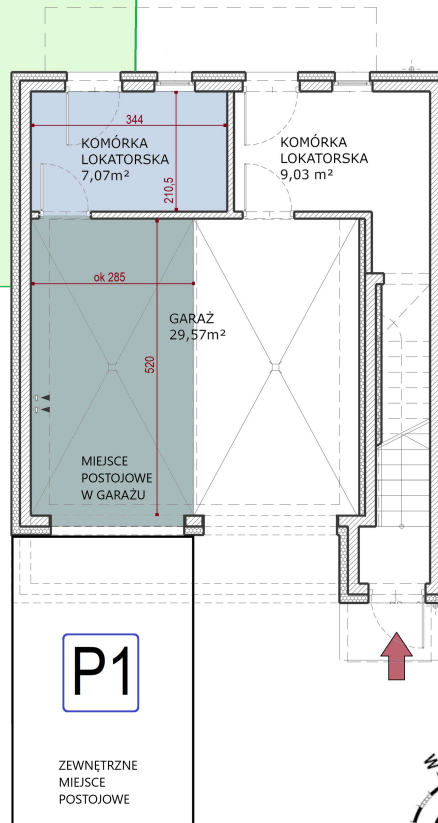 344
KOMÓRKA
LOKATORSKA
7,07m²
210,5
KOMÓRKA
LOKATORSKA
9,03 m²
ok 285
GARAŻ
29,57m²
520
MIEJSCE
POSTOJOWE
W GARAŻU
P1
ZEWNĘTRZNE
MIEJSCE
POSTOJOWE
W